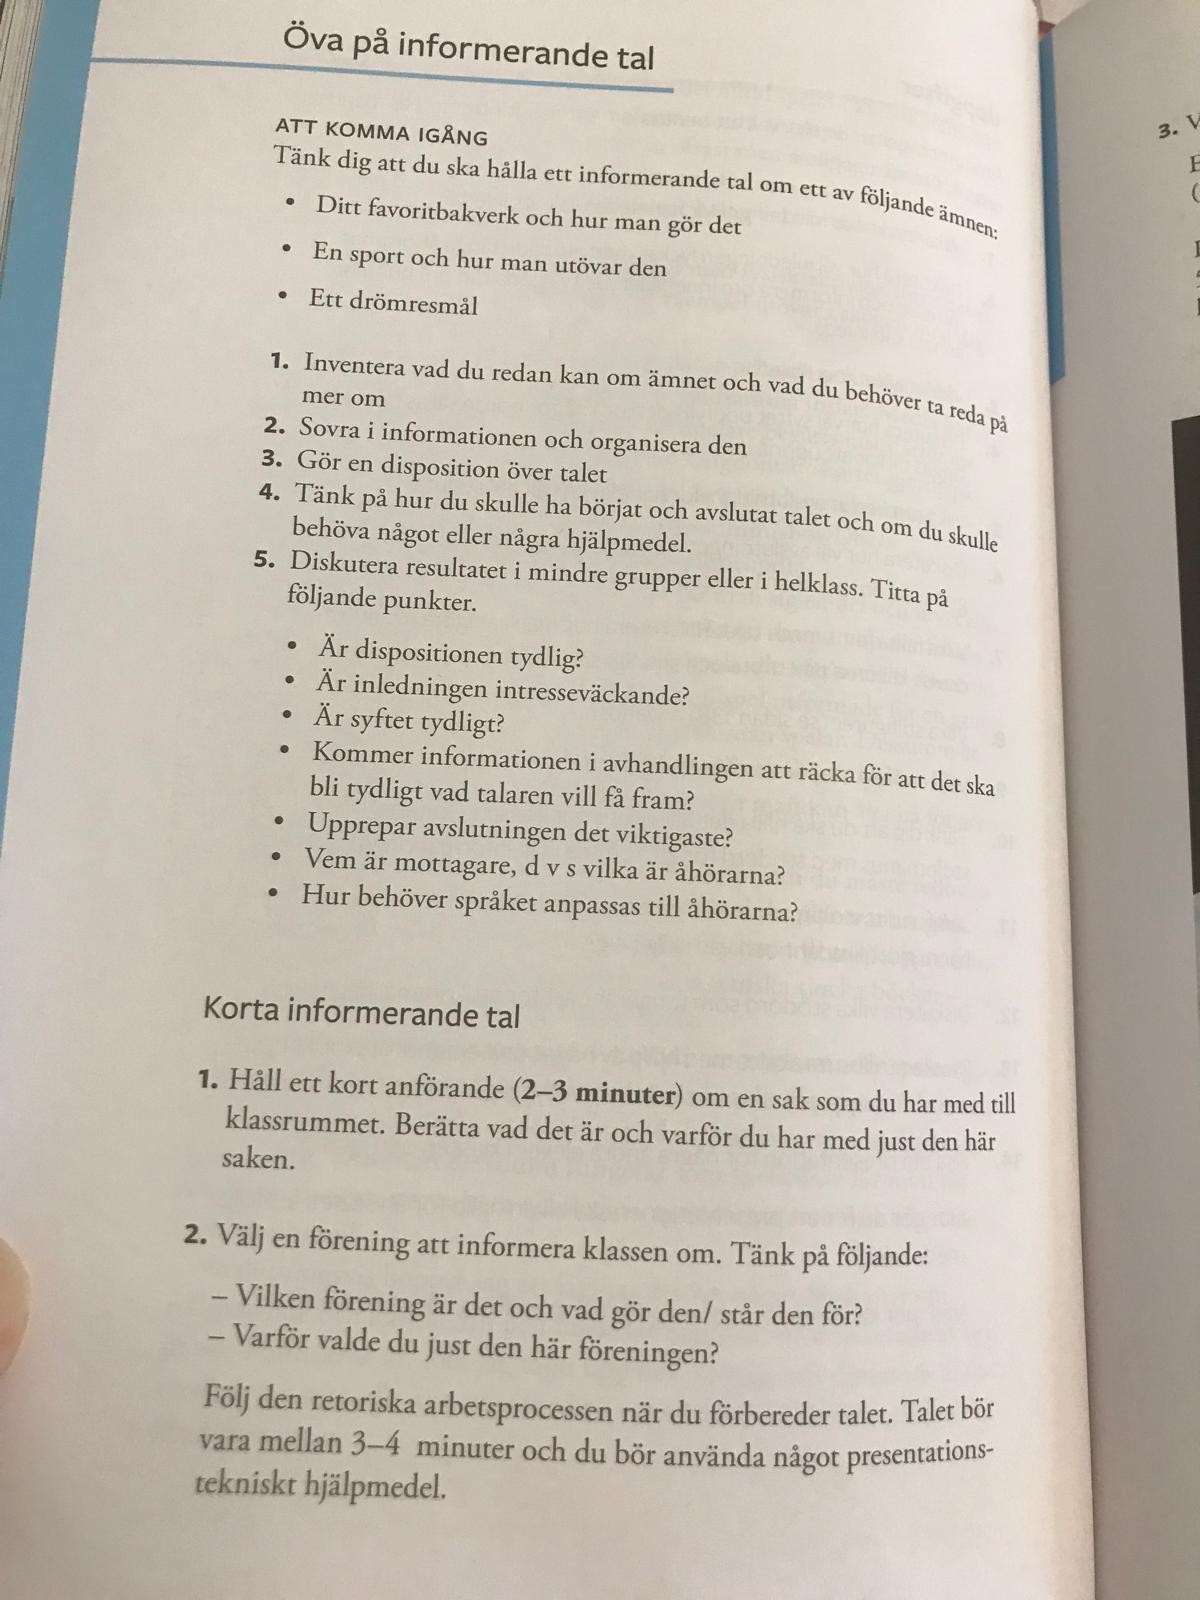 Öva på informerande tal
ATT KOMMA IGÅNG
Tänk dig att du ska hålla ett informerande tal om ett av följande ämnen:
• Ditt favoritbakverk och hur man gör det
• En sport och hur man utövar den
• Ett drömresmål
1. Inventera vad du redan kan om ämnet och vad du behöver ta reda på
mer om
2. Sovra i informationen och organisera den
3. Gör en disposition över talet
4. Tänk på hur du skulle ha börjat och avslutat talet och om du skulle
behöva något eller några hjälpmedel.
5. Diskutera resultatet i mindre grupper eller i helklass. Titta på
följande punkter.
• Är dispositionen tydlig?
• Är inledningen intresseväckande?
• Är syftet tydligt?
• Kommer informationen i avhandlingen att räcka för att det ska
bli tydligt vad talaren vill få fram?
• Upprepar avslutningen det viktigaste?
• Vem är mottagare, d v s vilka är åhörarna?
• Hur behöver språket anpassas till åhörarna?
Korta informerande tal
1. Håll ett kort anförande (2–3 minuter) om en sak som du har med till
klassrummet. Berätta vad det är och varför du har med just den här
saken.
2. Välj en förening att informera klassen om. Tänk på följande:
– Vilken förening är det och vad gör den/ står den för?
– Varför valde du just den här föreningen?
Följ den retoriska arbetsprocessen när du förbereder talet. Talet bör
vara mellan 3–4 minuter och du bör använda något presentations-
tekniskt hjälpmedel.
3. V